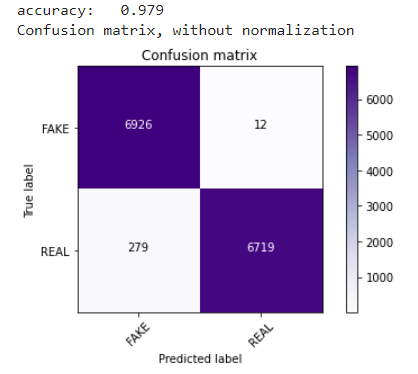 accuracy:   0.979
Confusion matrix, without normalization
Confusion matrix
FAKE
6926
12
REAL
279
6719
True label
FAKE
REAL
Predicted label
6000
5000
4000
3000
2000
1000